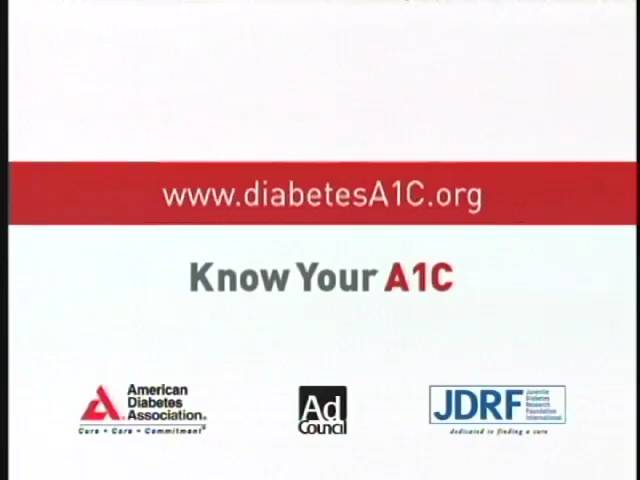 www.diabetesA1C.org
Know Your A1C
American
Diabetes
Association®
Cure • Care • Commitment®
Ad
Council
JDRF
Juvenile
Diabetes
Research
Foundation
International
dedicated to finding a cure